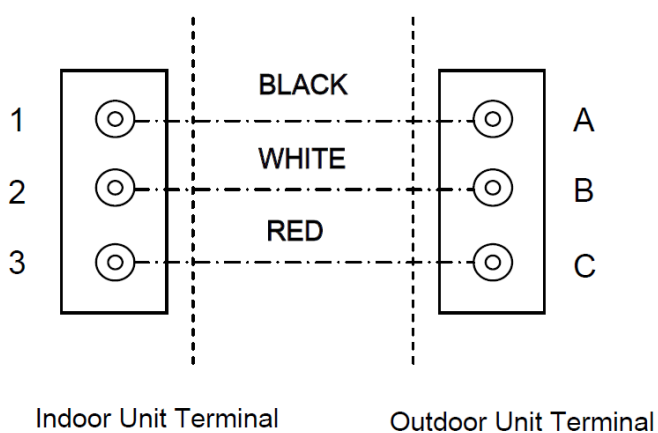 BLACK
1 A
WHITE
2 B
RED
3 C
Indoor Unit Terminal Outdoor Unit Terminal